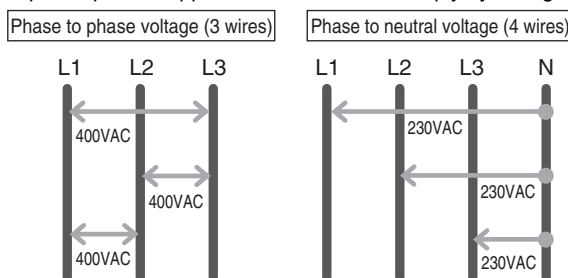 Phase to phase voltage (3 wires)
Phase to neutral voltage (4 wires)
L1 L2 L3
L1 L2 L3 N
400VAC
400VAC
400VAC
230VAC
230VAC
230VAC